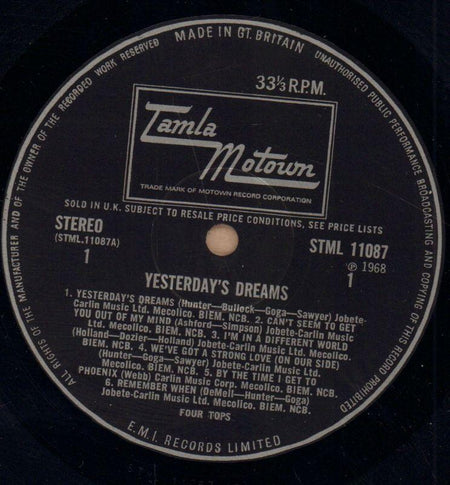 MADE IN GT. BRITAIN
UNAUTHORISED PUBLIC PERFORMANCE BROADCASTING AND COPYING OF THIS RECORD PROHIBITED
ALL RIGHTS OF THE MANUFACTURER AND OF THE OWNER OF THE RECORDED WORK RESERVED
33⅓ R.P.M.
Tamla
Motown
TRADE MARK OF MOTOWN RECORD CORPORATION
SOLD IN U.K. SUBJECT TO RESALE PRICE CONDITIONS, SEE PRICE LISTS
STEREO
(STML.11087A)
1
STML 11087
Ⓟ 1968
1
YESTERDAY'S DREAMS
1. YESTERDAY'S DREAMS (Hunter—Bullock—Goga—Sawyer) Jobete-
Carlin Music Ltd. Mecolico. BIEM. NCB. 2. CAN'T SEEM TO GET
YOU OUT OF MY MIND (Ashford—Simpson) Jobete-Carlin Music
Ltd. Mecolico. BIEM. NCB. 3. I'M IN A DIFFERENT WORLD
(Holland—Dozier—Holland) Jobete-Carlin Music Ltd. Mecolico.
BIEM. NCB. 4. WE'VE GOT A STRONG LOVE (ON OUR SIDE)
(Hunter—Goga—Sawyer) Jobete-Carlin Music
Ltd. Mecolico. BIEM. NCB. 5. BY THE TIME I GET TO
PHOENIX (Webb) Carlin Music Corp. Mecolico. BIEM. NCB.
6. REMEMBER WHEN (DeMell—Hunter—Goga)
Jobete-Carlin Music Ltd. Mecolico. BIEM. NCB.
FOUR TOPS
E.M.I. RECORDS LIMITED